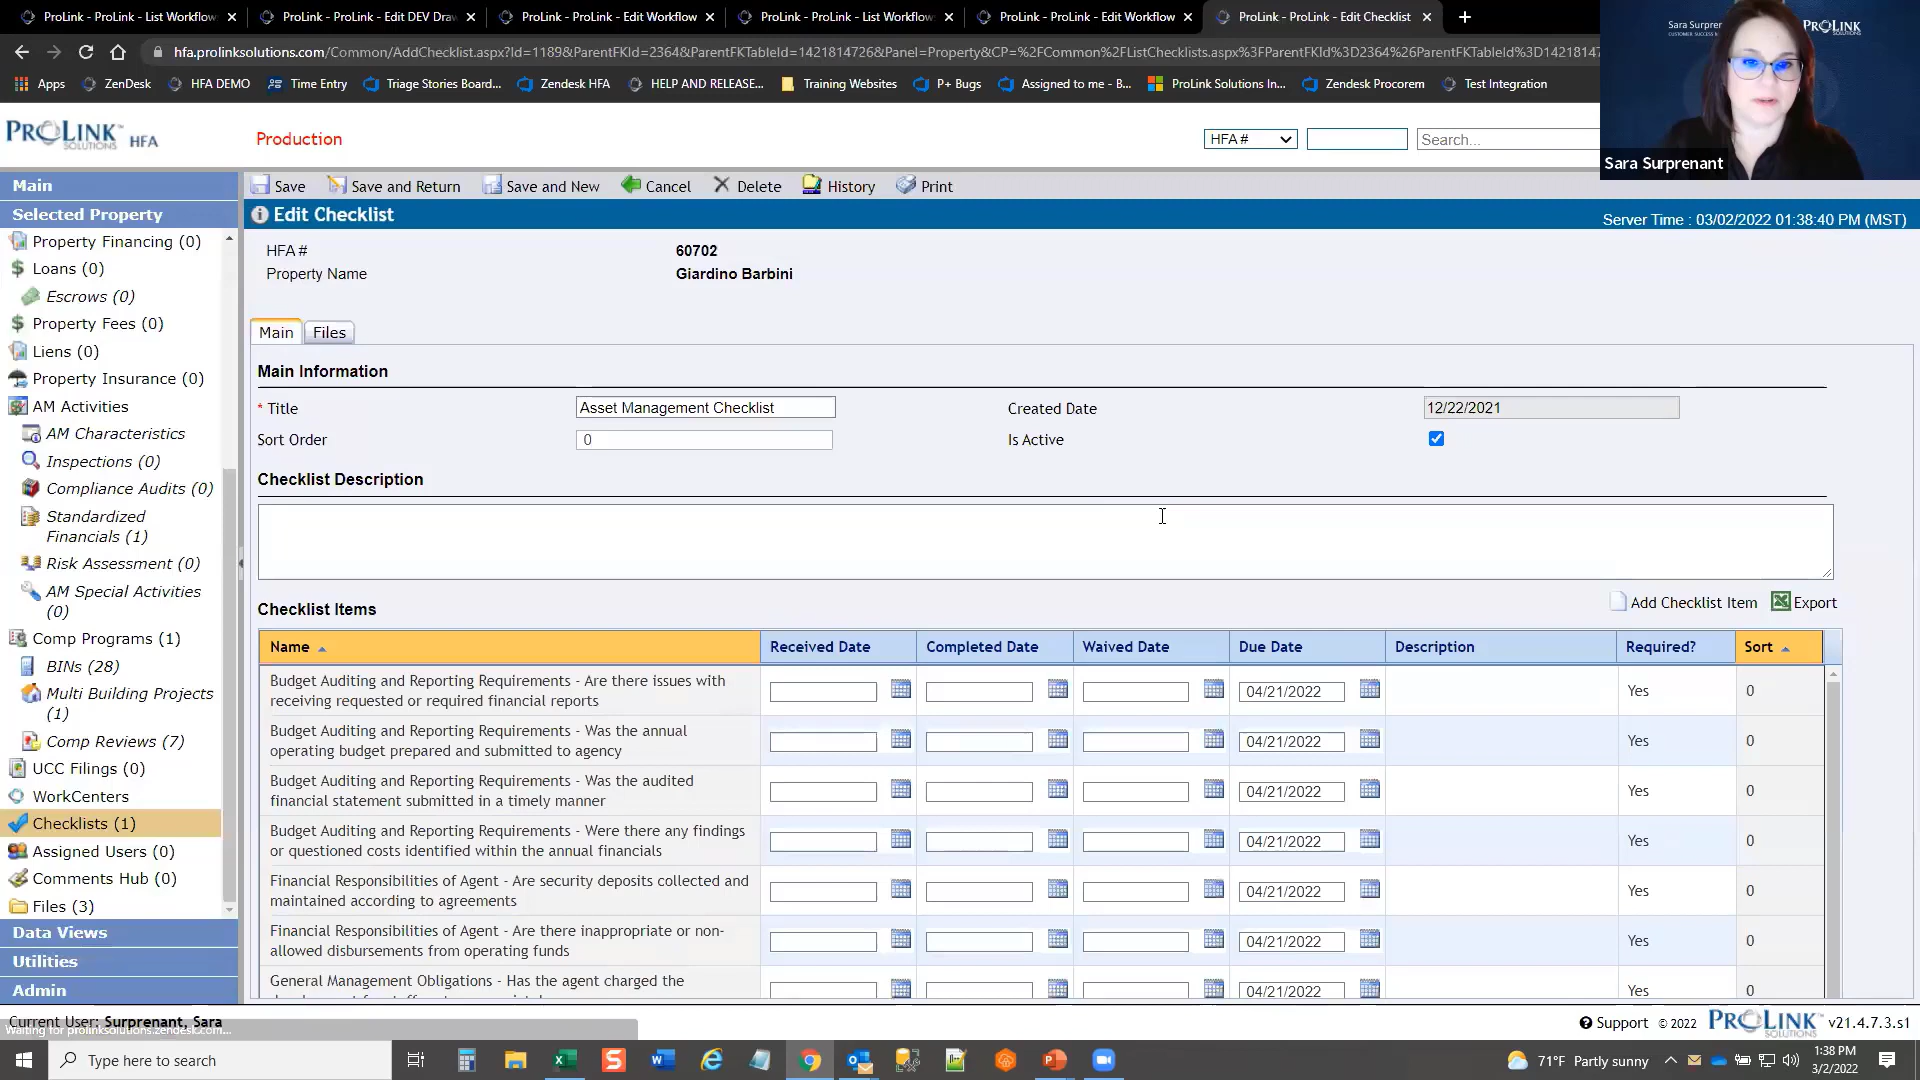 ProLink - ProLink - List Workflow
ProLink - ProLink - Edit DEV Draw
ProLink - ProLink - Edit Workflow
ProLink - ProLink - List Workflow
ProLink - ProLink - Edit Workflow
ProLink - ProLink - Edit Checklist
hfa.prolinksolutions.com/Common/AddChecklist.aspx?Id=1189&ParentFKId=2364&ParentFKTableId=1421814726&Panel=Property&CP=%2FCommon%2FListChecklists.aspx%3FParentFKId%3D2364%26ParentFKTableId%3D14218147
Apps
ZenDesk
HFA DEMO
Time Entry
Triage Stories Board...
Zendesk HFA
HELP AND RELEASE...
Training Websites
P+ Bugs
Assigned to me - B...
ProLink Solutions In...
Zendesk Procorem
Test Integration
Sara Surprenant
PROLINK
SOLUTIONS
PROLINK SOLUTIONS HFA
Production
HFA #
Search...
Main
Selected Property
Property Financing (0)
Loans (0)
Escrows (0)
Property Fees (0)
Liens (0)
Property Insurance (0)
AM Activities
AM Characteristics
Inspections (0)
Compliance Audits (0)
Standardized
Financials (1)
Risk Assessment (0)
AM Special Activities
(0)
Comp Programs (1)
BINs (28)
Multi Building Projects
(1)
Comp Reviews (7)
UCC Filings (0)
WorkCenters
Checklists (1)
Assigned Users (0)
Comments Hub (0)
Files (3)
Data Views
Utilities
Admin
Save
Save and Return
Save and New
Cancel
Delete
History
Print
Edit Checklist
Server Time : 03/02/2022 01:38:40 PM (MST)
HFA # 60702
Property Name Giardino Barbini
Main Files
Main Information
* Title Asset Management Checklist Created Date 12/22/2021
Sort Order 0 Is Active
Checklist Description
Checklist Items
Add Checklist Item Export
Name Received Date Completed Date Waived Date Due Date Description Required? Sort
Budget Auditing and Reporting Requirements - Are there issues with
receiving requested or required financial reports
04/21/2022 Yes 0
Budget Auditing and Reporting Requirements - Was the annual
operating budget prepared and submitted to agency
04/21/2022 Yes 0
Budget Auditing and Reporting Requirements - Was the audited
financial statement submitted in a timely manner
04/21/2022 Yes 0
Budget Auditing and Reporting Requirements - Were there any findings
or questioned costs identified within the annual financials
04/21/2022 Yes 0
Financial Responsibilities of Agent - Are security deposits collected and
maintained according to agreements
04/21/2022 Yes 0
Financial Responsibilities of Agent - Are there inappropriate or non-
allowed disbursements from operating funds
04/21/2022 Yes 0
General Management Obligations - Has the agent charged the
04/21/2022 Yes 0
Current User: Surprenant, Sara
Waiting for prolinksolutions.zendesk.com...
Support © 2022 PROLINK SOLUTIONS v21.4.7.3.s1
Type here to search
71°F Partly sunny
1:38 PM
3/2/2022